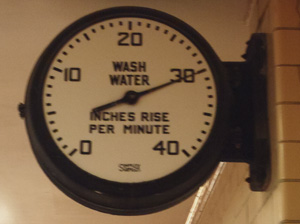 20
WASH
WATER
10 30
INCHES RISE
PER MINUTE
0 40